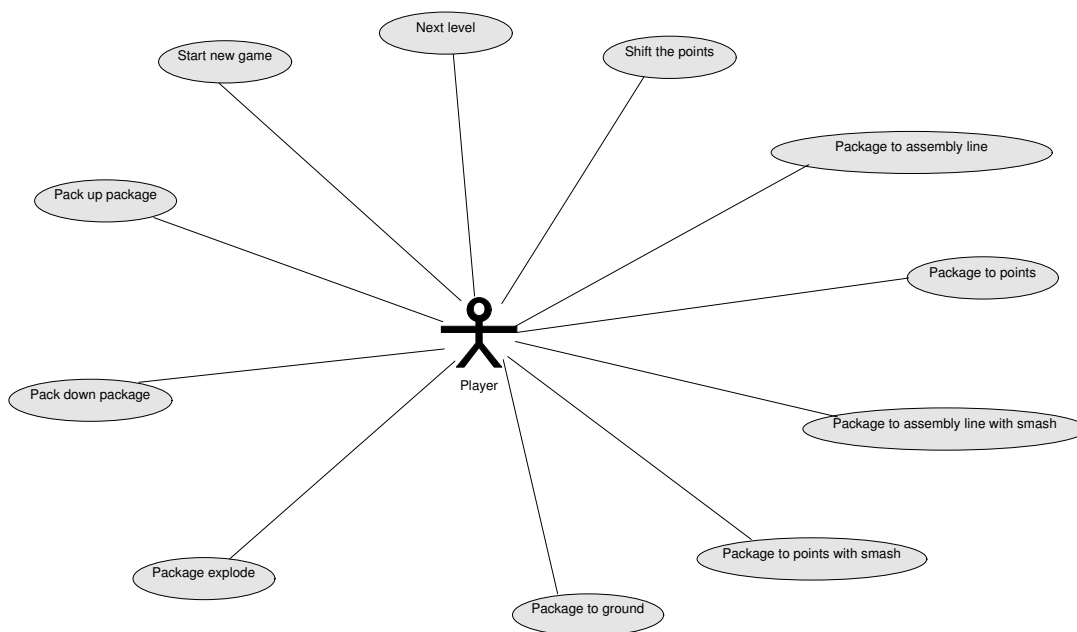 Next level
Start new game
Shift the points
Package to assembly line
Pack up package
Package to points
Player
Pack down package
Package to assembly line with smash
Package to points with smash
Package explode
Package to ground